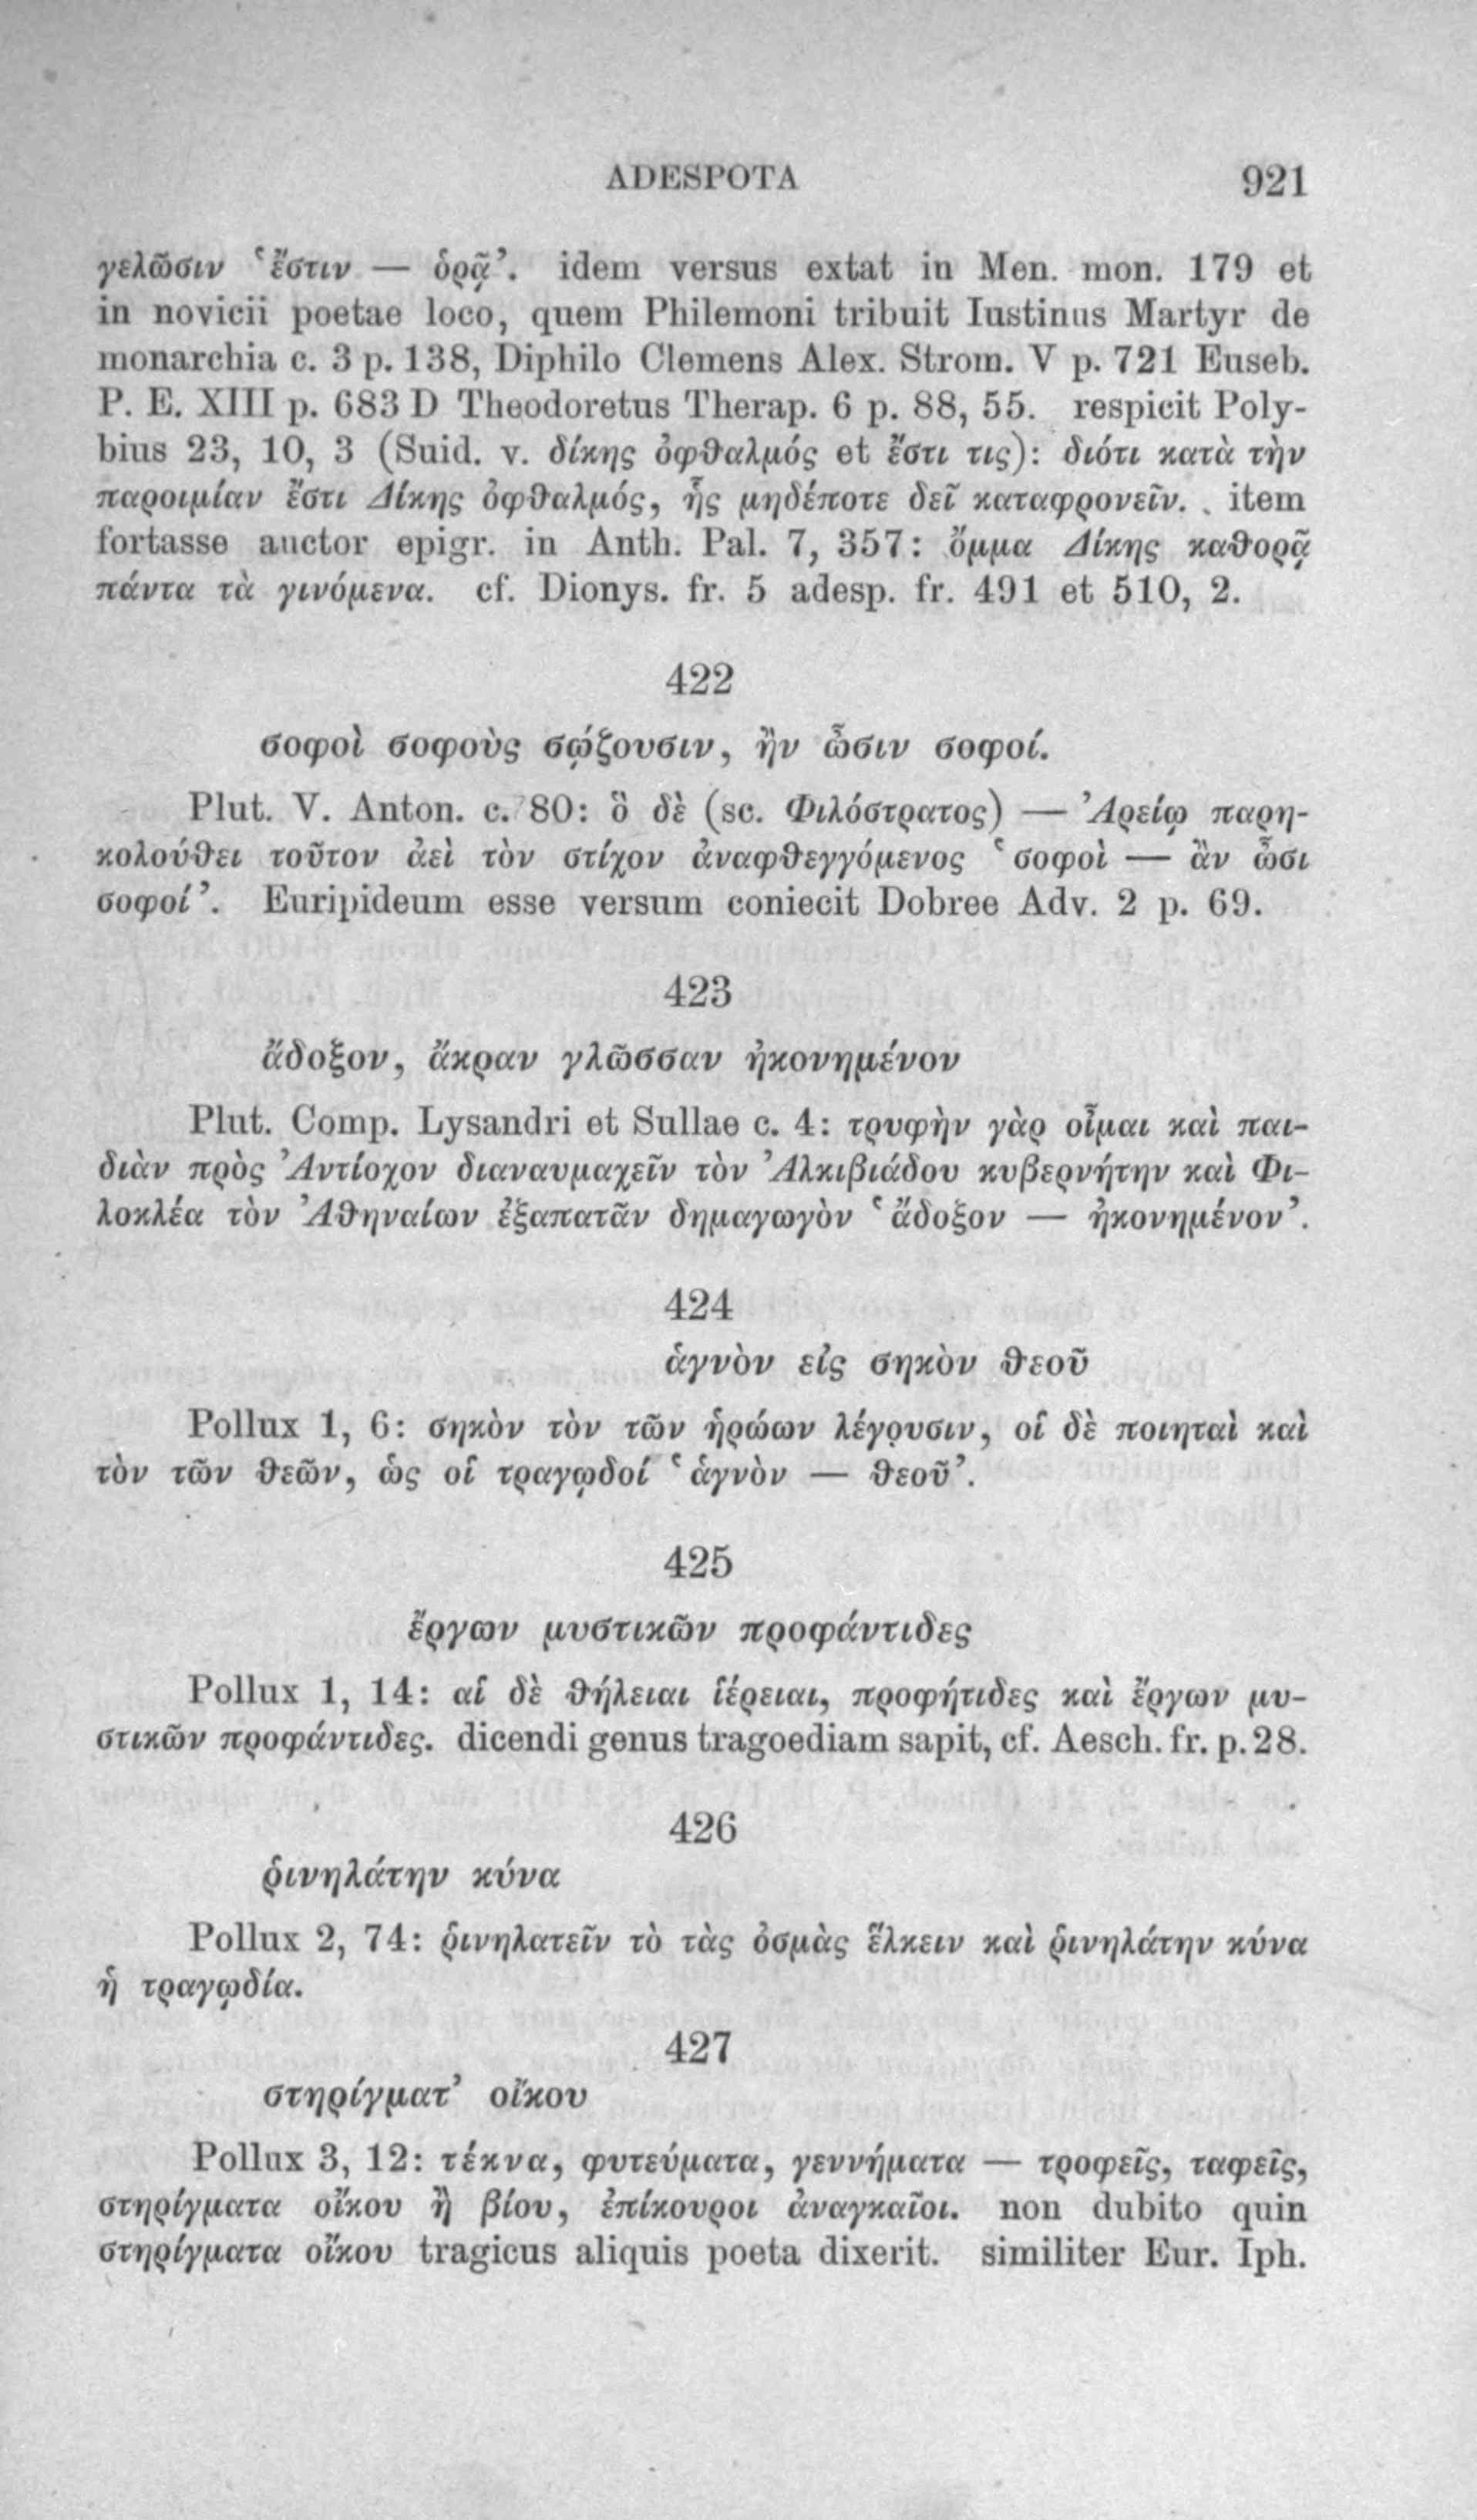 ADESPOTA 921
γελῶσιν ‘ἔστιν — ὁρᾷ’. idem versus extat in Men. mon. 179 et
in novicii poetae loco, quem Philemoni tribuit Iustinus Martyr de
monarchia c. 3 p. 138, Diphilo Clemens Alex. Strom. V p. 721 Euseb.
P. E. XIII p. 683 D Theodoretus Therap. 6 p. 88, 55. respicit Poly-
bius 23, 10, 3 (Suid. v. δίκης ὀφθαλμός et ἔστι τις): διότι κατὰ τὴν
παροιμίαν ἔστι Δίκης ὀφθαλμός, ἧς μηδέποτε δεῖ καταφρονεῖν. item
fortasse auctor epigr. in Anth. Pal. 7, 357: ὄμμα Δίκης καθορᾷ
πάντα τὰ γινόμενα. cf. Dionys. fr. 5 adesp. fr. 491 et 510, 2.
422
σοφοὶ σοφοὺς σῴζουσιν, ἢν ὦσιν σοφοί.
Plut. V. Anton. c. 80: ὃ δὲ (sc. Φιλόστρατος) — Ἀρείῳ παρη-
κολούθει τοῦτον ἀεὶ τὸν στίχον ἀναφθεγγόμενος ‘σοφοὶ — ἂν ὦσι
σοφοί’. Euripideum esse versum coniecit Dobree Adv. 2 p. 69.
423
ἄδοξον, ἄκραν γλῶσσαν ἠκονημένον
Plut. Comp. Lysandri et Sullae c. 4: τρυφὴν γὰρ οἶμαι καὶ παι-
διὰν πρὸς Ἀντίοχον διαναυμαχεῖν τὸν Ἀλκιβιάδου κυβερνήτην καὶ Φι-
λοκλέα τὸν Ἀθηναίων ἐξαπατᾶν δημαγωγὸν ‘ἄδοξον — ἠκονημένον’.
424
ἁγνὸν εἰς σηκὸν θεοῦ
Pollux 1, 6: σηκὸν τὸν τῶν ἡρώων λέγουσιν, οἱ δὲ ποιηταὶ καὶ
τὸν τῶν θεῶν, ὡς οἱ τραγῳδοί ‘ἁγνὸν — θεοῦ’.
425
ἔργων μυστικῶν προφάντιδες
Pollux 1, 14: αἱ δὲ θήλειαι ἱέρειαι, προφήτιδες καὶ ἔργων μυ-
στικῶν προφάντιδες. dicendi genus tragoediam sapit, cf. Aesch. fr. p. 28.
426
ῥινηλάτην κύνα
Pollux 2, 74: ῥινηλατεῖν τὸ τὰς ὀσμὰς ἕλκειν καὶ ῥινηλάτην κύνα
ἡ τραγῳδία.
427
στηρίγματ’ οἴκου
Pollux 3, 12: τέκνα, φυτεύματα, γεννήματα — τροφεῖς, ταφεῖς,
στηρίγματα οἴκου ἢ βίου, ἐπίκουροι ἀναγκαῖοι. non dubito quin
στηρίγματα οἴκου tragicus aliquis poeta dixerit. similiter Eur. Iph.